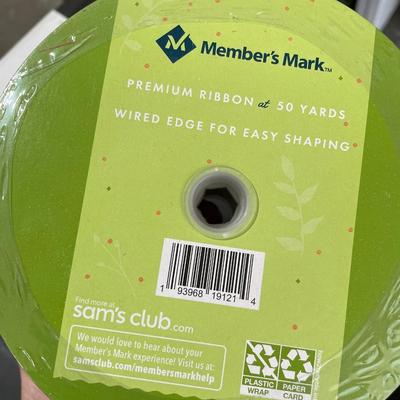 Member's Mark™
PREMIUM RIBBON at 50 YARDS
WIRED EDGE FOR EASY SHAPING
1 93968 19121 4
Find more at
sam's club.com
We would love to hear about your
Member's Mark experience! Visit us at:
samsclub.com/membersmarkhelp
PLASTIC WRAP
PAPER CARD